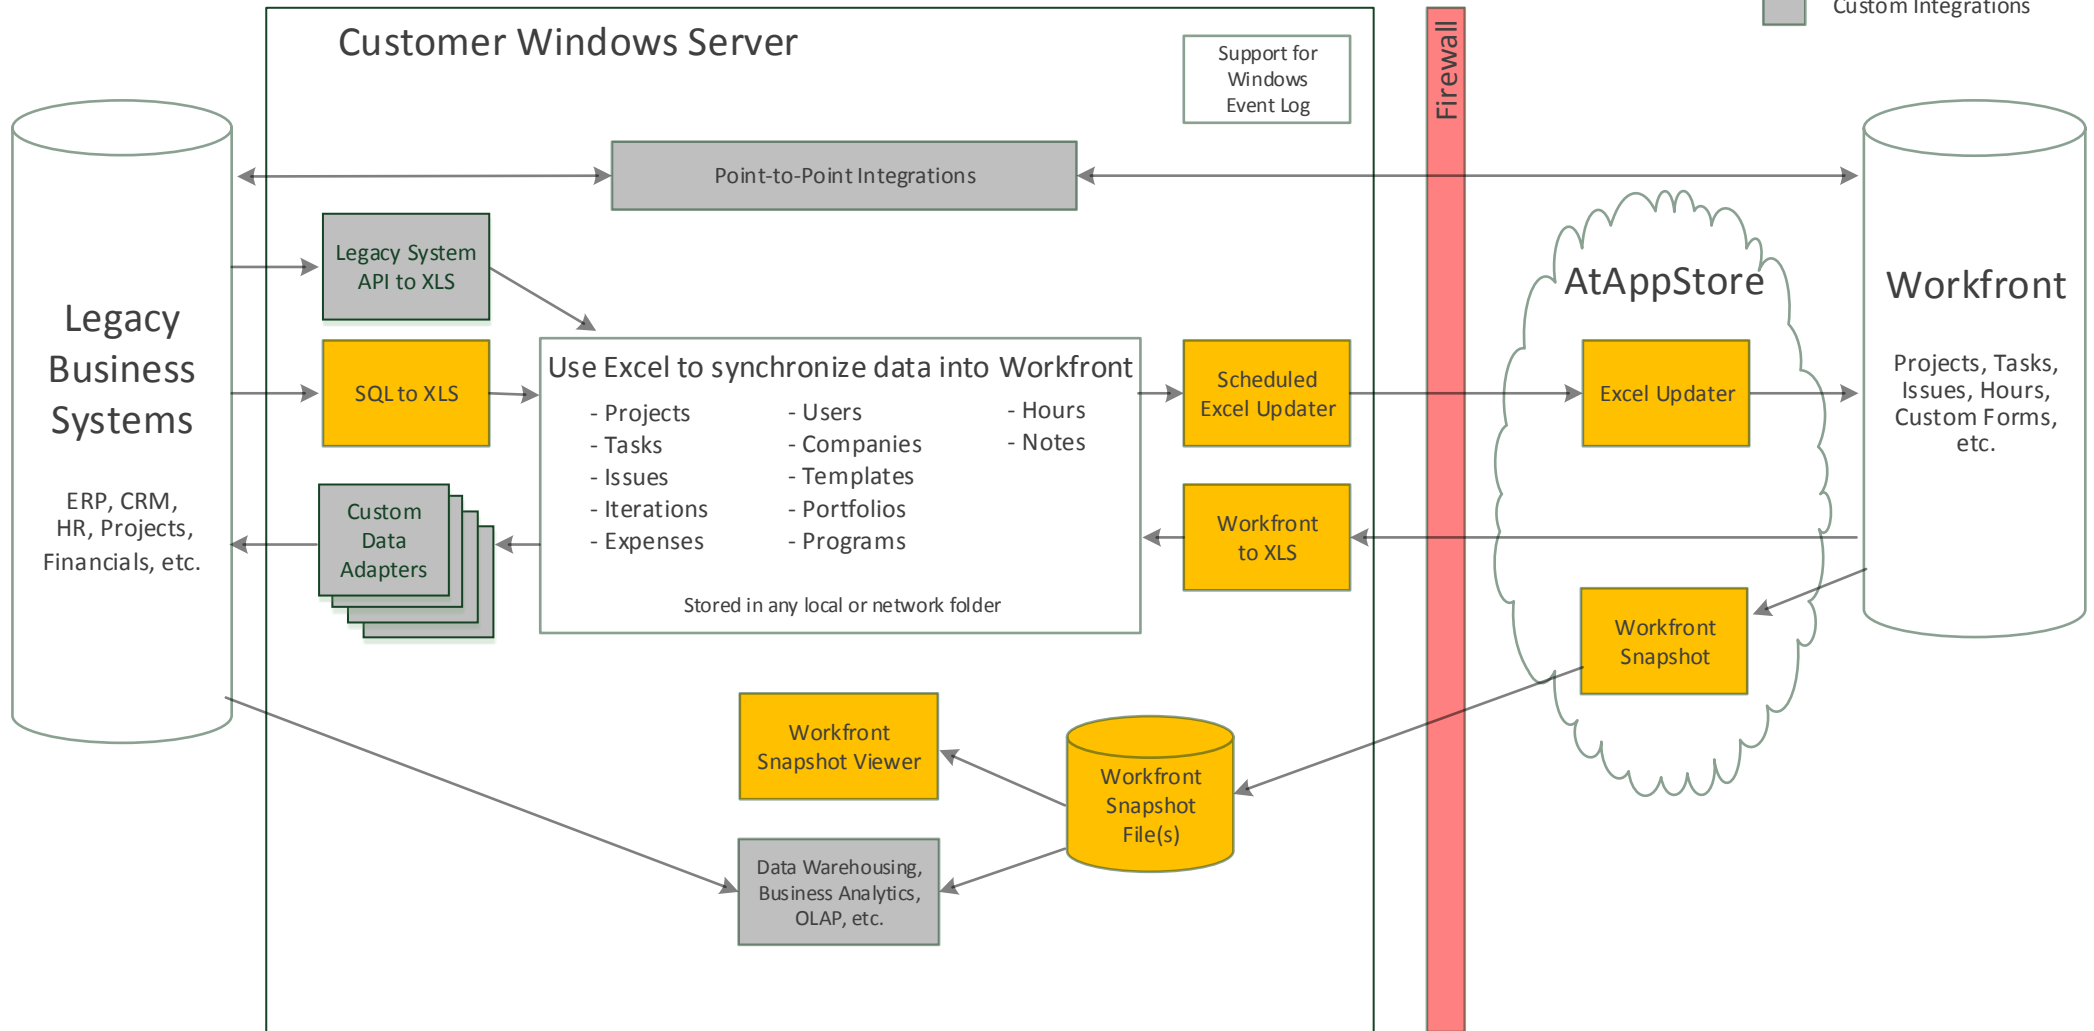 Custom Integrations
Customer Windows Server
Support for
Windows
Event Log
Firewall
Point-to-Point Integrations
Legacy System
API to XLS
AtAppStore
Workfront
Projects, Tasks,
Issues, Hours,
Custom Forms,
etc.
Legacy
Business
Systems
ERP, CRM,
HR, Projects,
Financials, etc.
SQL to XLS
Use Excel to synchronize data into Workfront
- Projects
- Tasks
- Issues
- Iterations
- Expenses
- Users
- Companies
- Templates
- Portfolios
- Programs
- Hours
- Notes
Stored in any local or network folder
Scheduled
Excel Updater
Excel Updater
Custom
Data
Adapters
Workfront
to XLS
Workfront
Snapshot
Workfront
Snapshot Viewer
Workfront
Snapshot
File(s)
Data Warehousing,
Business Analytics,
OLAP, etc.